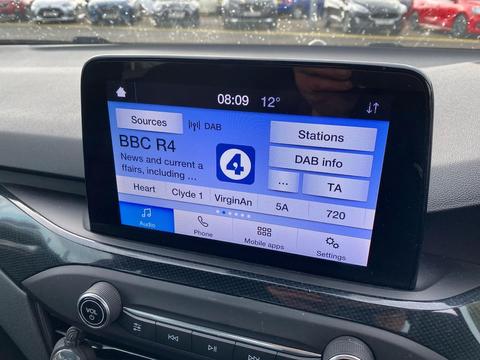 08:09 12°
Sources DAB
Stations
BBC R4
4
DAB info
News and current a
ffairs, including ...
... TA
Heart Clyde 1 VirginAn 5A 720
Audio Phone Mobile apps Settings
VOL